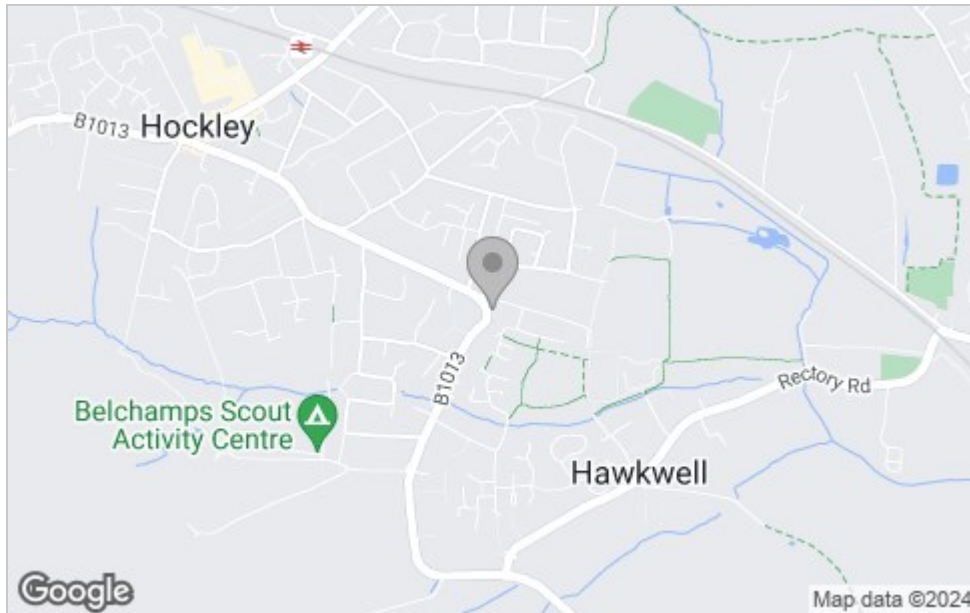 B1013
Hockley
B1013
Rectory Rd
Belchamps Scout
Activity Centre
Hawkwell
Google
Map data ©2024